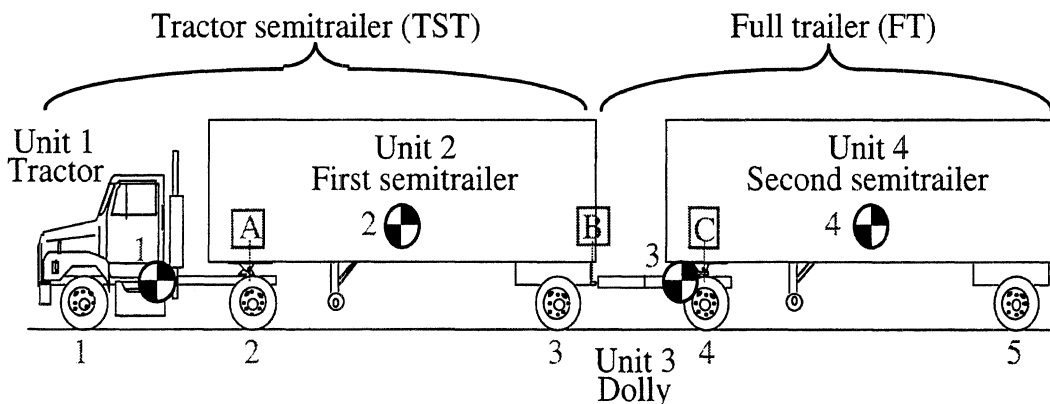 Tractor semitrailer (TST)
Full trailer (FT)
Unit 1
Tractor
Unit 2
First semitrailer
Unit 4
Second semitrailer
1
A
2
B
3
C
4
1
2
3
4
5
Unit 3
Dolly